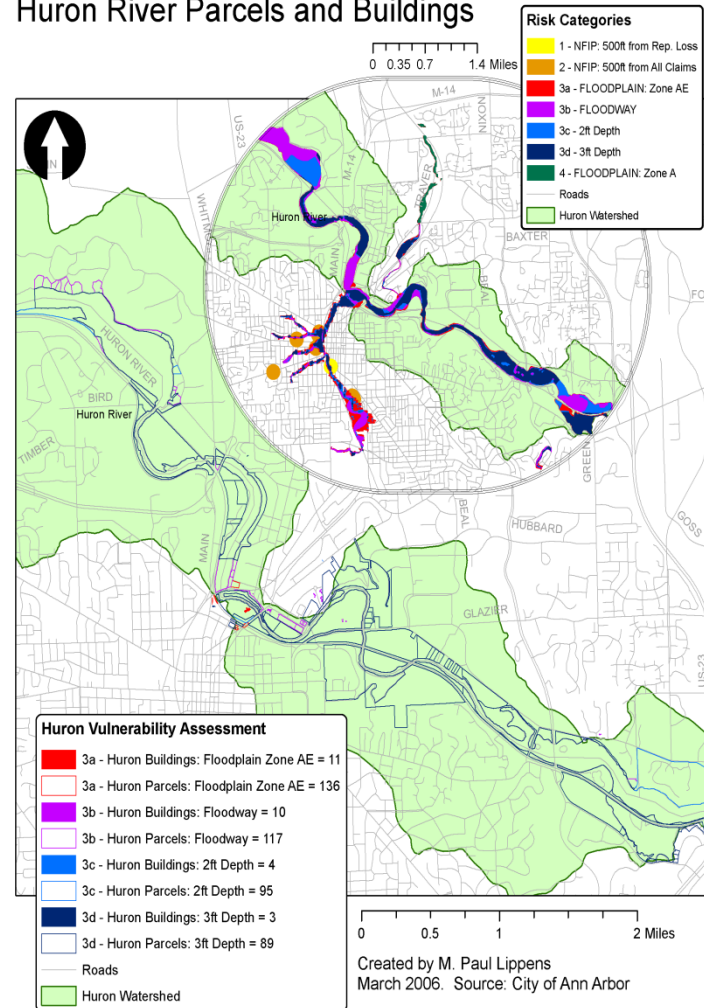 Huron River Parcels and Buildings
0 0.35 0.7 1.4 Miles
Risk Categories
1 - NFIP: 500ft from Rep. Loss
2 - NFIP: 500ft from All Claims
3a - FLOODPLAIN: Zone AE
3b - FLOODWAY
3c - 2ft Depth
3d - 3ft Depth
4 - FLOODPLAIN: Zone A
Roads
Huron Watershed
M-14
US-23
NIXON
M-14
WHITM
TRAVER
Huron River
MAIN
BAXTER
BEAL
HURON RIVER
BIRD
Huron River
TIMBER
GREEN
BEAL
HUBBARD
GOSS
MAIN
GLAZIER
US-23
Huron Vulnerability Assessment
3a - Huron Buildings: Floodplain Zone AE = 11
3a - Huron Parcels: Floodplain Zone AE = 136
3b - Huron Buildings: Floodway = 10
3b - Huron Parcels: Floodway = 117
3c - Huron Buildings: 2ft Depth = 4
3c - Huron Parcels: 2ft Depth = 95
3d - Huron Buildings: 3ft Depth = 3
3d - Huron Parcels: 3ft Depth = 89
Roads
Huron Watershed
0 0.5 1 2 Miles
Created by M. Paul Lippens
March 2006. Source: City of Ann Arbor